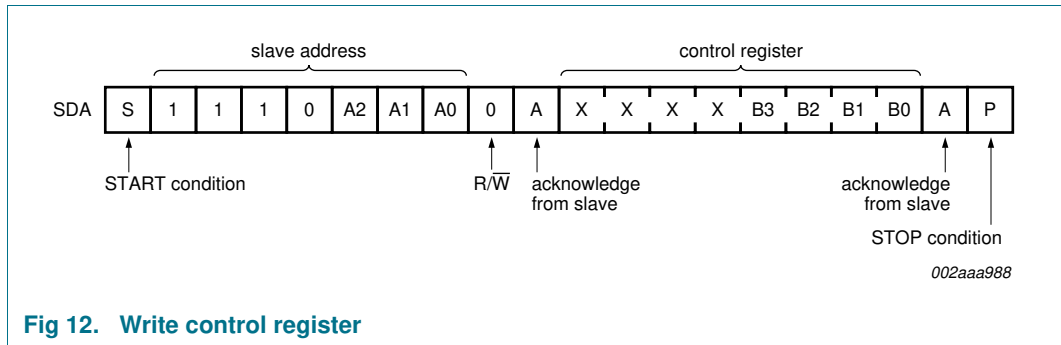 slave address control register
SDA S 1 1 1 0 A2 A1 A0 0 A X X X X B3 B2 B1 B0 A P
START condition R/W̅ acknowledge from slave acknowledge from slave
STOP condition
002aaa988
Fig 12. Write control register